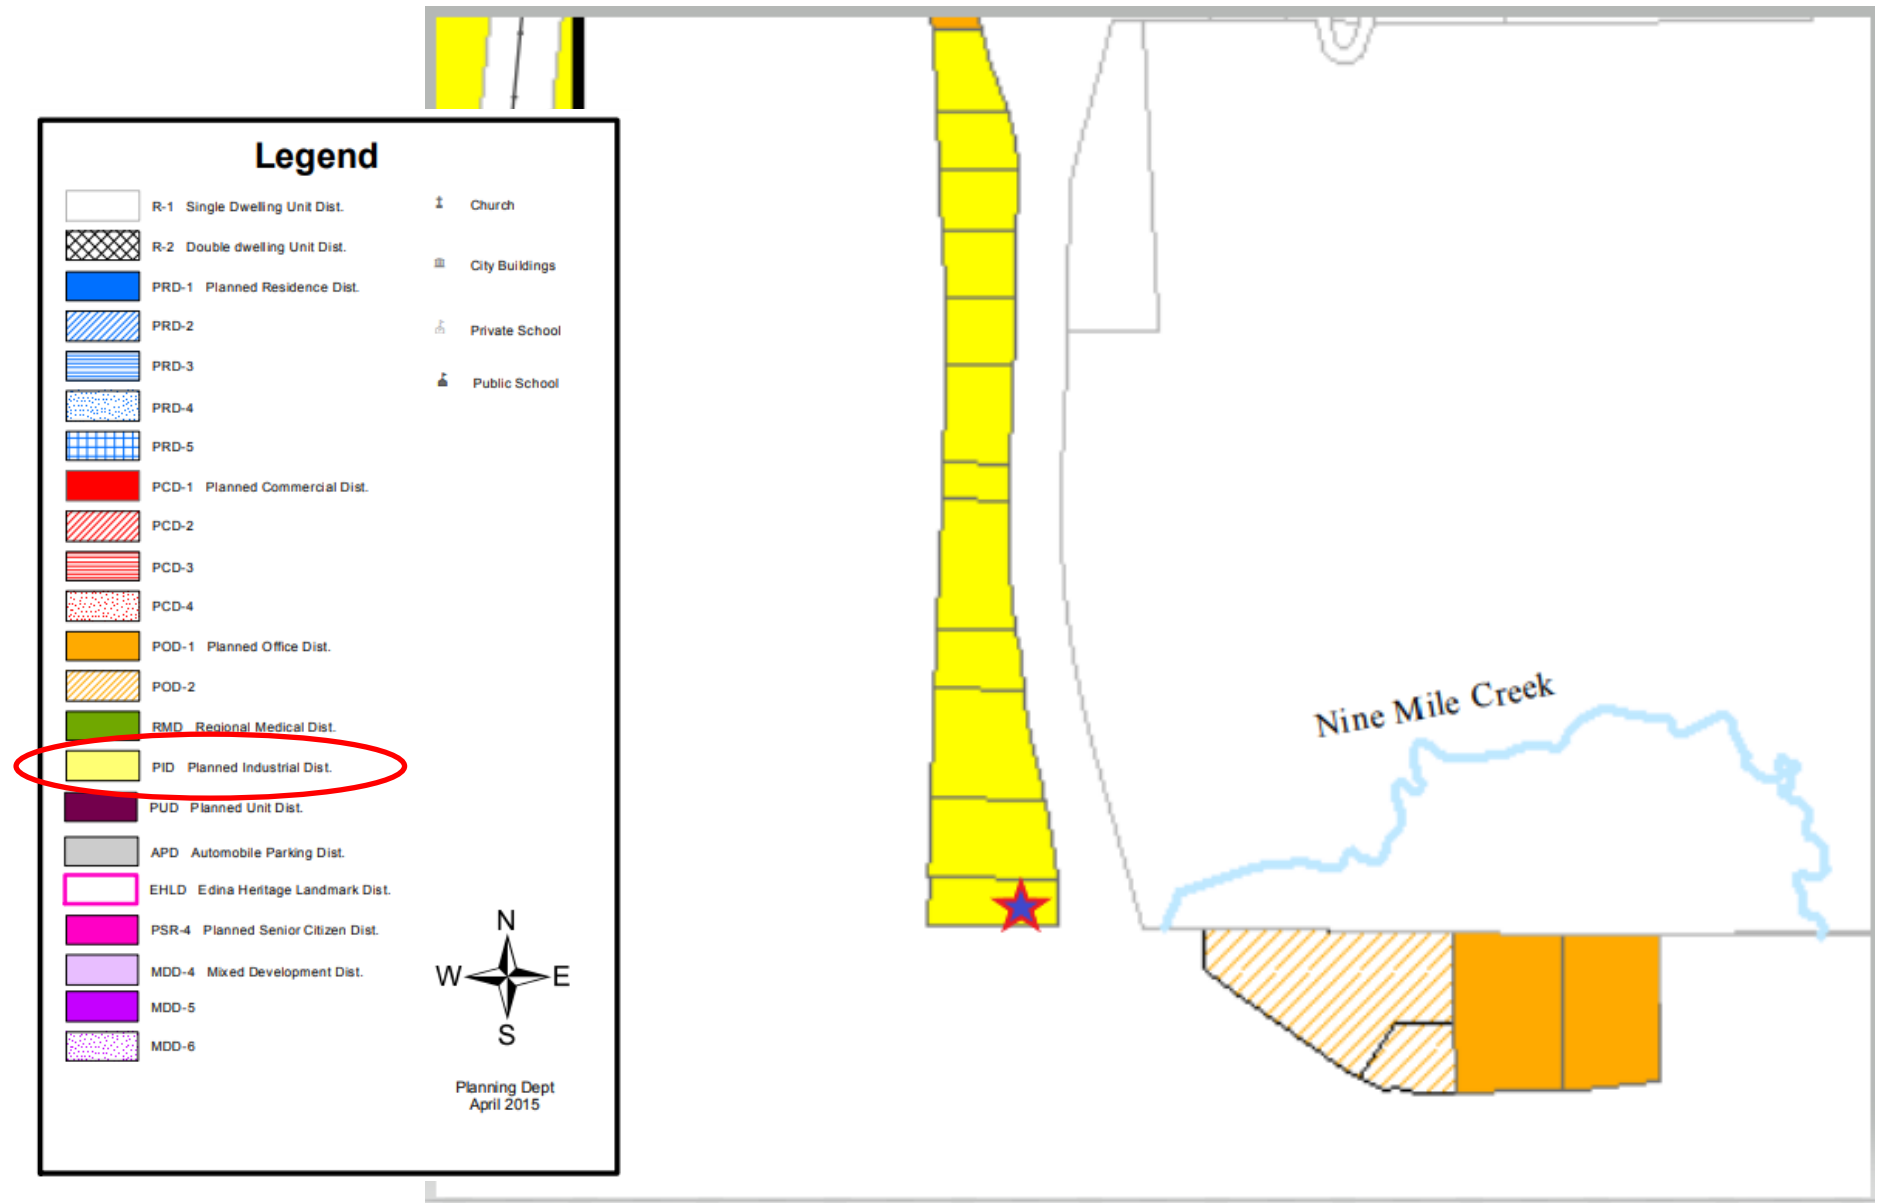 Legend
R-1 Single Dwelling Unit Dist.
R-2 Double dwelling Unit Dist.
PRD-1 Planned Residence Dist.
PRD-2
PRD-3
PRD-4
PRD-5
PCD-1 Planned Commercial Dist.
PCD-2
PCD-3
PCD-4
POD-1 Planned Office Dist.
POD-2
RMD Regional Medical Dist.
PID Planned Industrial Dist.
PUD Planned Unit Dist.
APD Automobile Parking Dist.
EHLD Edina Heritage Landmark Dist.
PSR-4 Planned Senior Citizen Dist.
MDD-4 Mixed Development Dist.
MDD-5
MDD-6
Church
City Buildings
Private School
Public School
N
W E
S
Planning Dept
April 2015
Nine Mile Creek